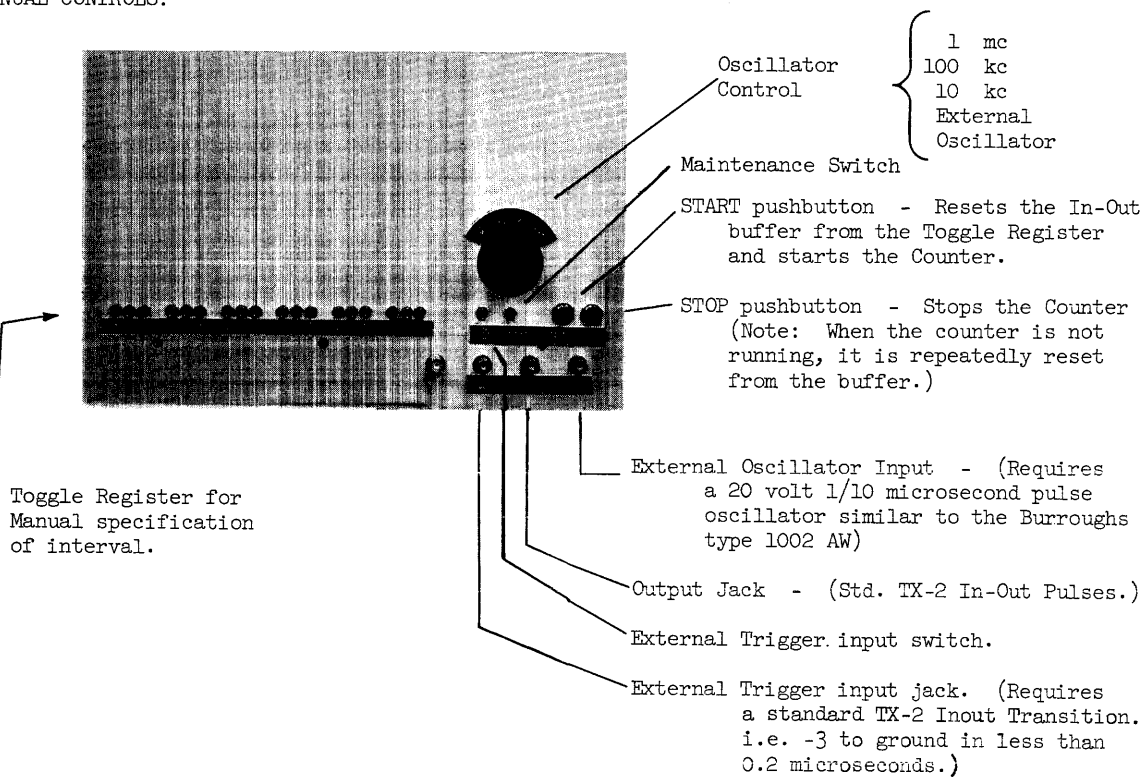 CONTROLS.
Oscillator
Control
1 mc
100 kc
10 kc
External
Oscillator
Maintenance Switch
START pushbutton - Resets the In-Out
buffer from the Toggle Register
and starts the Counter.
STOP pushbutton - Stops the Counter
(Note: When the counter is not
running, it is repeatedly reset
from the buffer.)
Toggle Register for
Manual specification
of interval.
External Oscillator Input - (Requires
a 20 volt 1/10 microsecond pulse
oscillator similar to the Burroughs
type 1002 AW)
Output Jack - (Std. TX-2 In-Out Pulses.)
External Trigger input switch.
External Trigger input jack. (Requires
a standard TX-2 Inout Transition.
i.e. -3 to ground in less than
0.2 microseconds.)